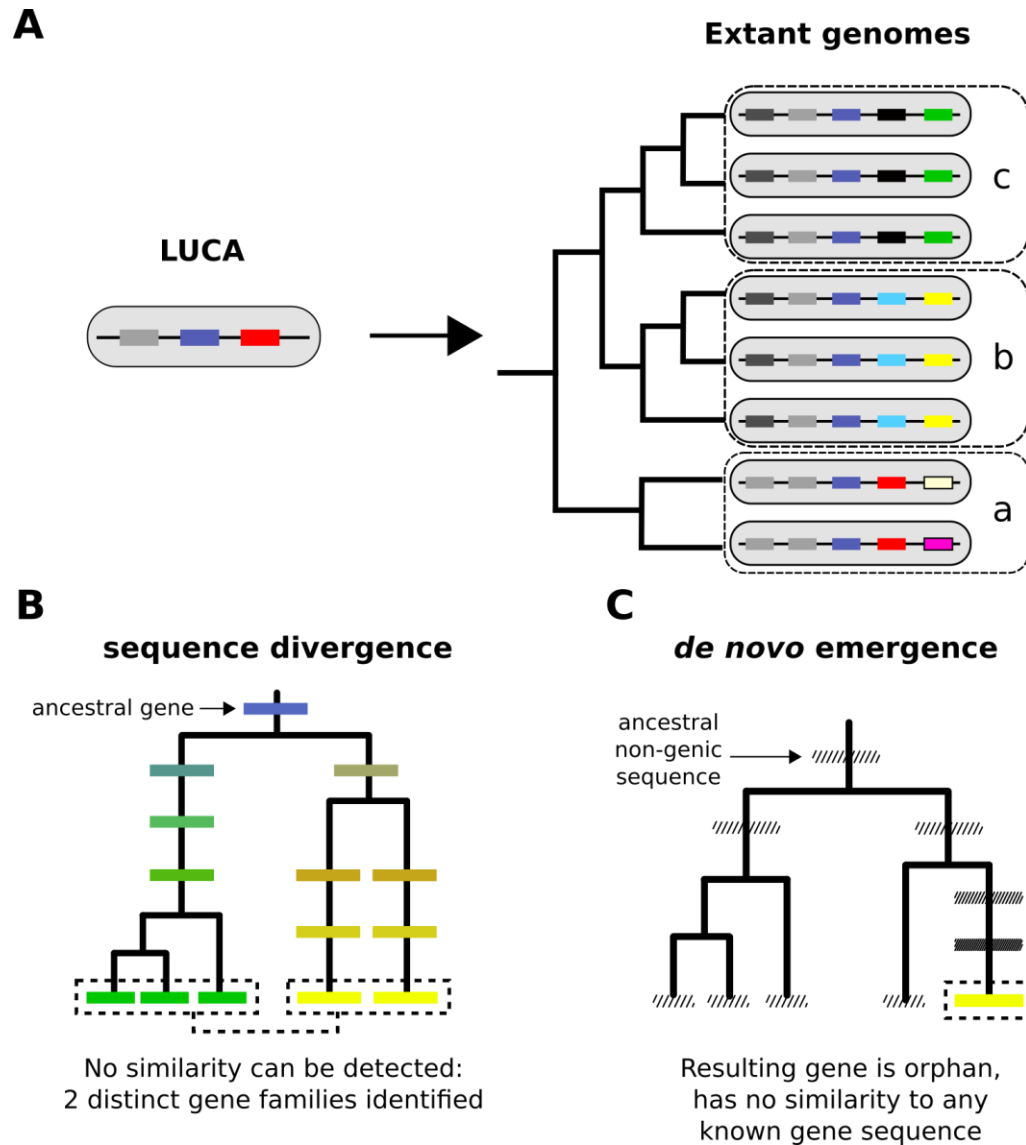 A
Extant genomes
LUCA
c
b
a
B
sequence divergence
ancestral gene
No similarity can be detected:
2 distinct gene families identified
C
de novo emergence
ancestral
non-genic
sequence
Resulting gene is orphan,
has no similarity to any
known gene sequence